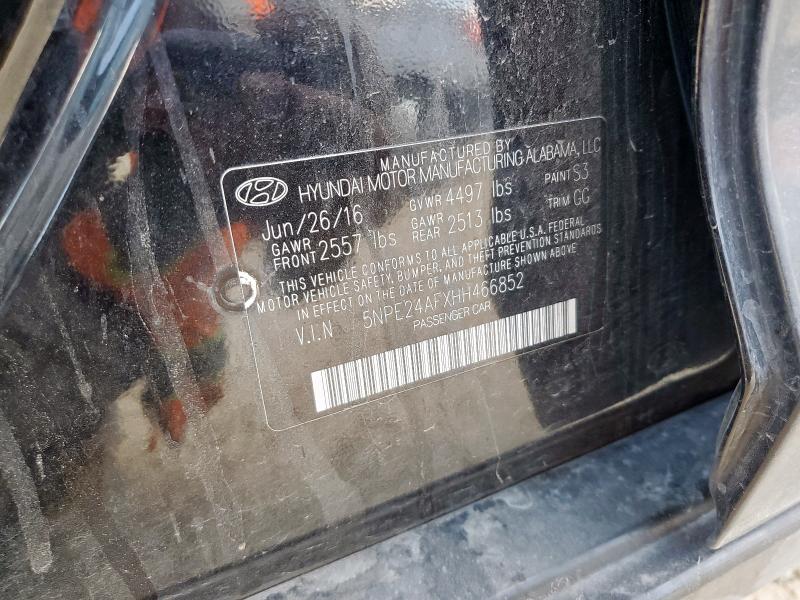 MANUFACTURED BY
HYUNDAI MOTOR MANUFACTURING ALABAMA, LLC
Jun/26/16 GVWR 4497 lbs PAINT S3
GAWR FRONT 2557 lbs GAWR REAR 2513 lbs TRIM GG
THIS VEHICLE CONFORMS TO ALL APPLICABLE U.S.A. FEDERAL
MOTOR VEHICLE SAFETY, BUMPER, AND THEFT PREVENTION STANDARDS
IN EFFECT ON THE DATE OF MANUFACTURE SHOWN ABOVE
V.I.N 5NPE24AFXHH466852
PASSENGER CAR